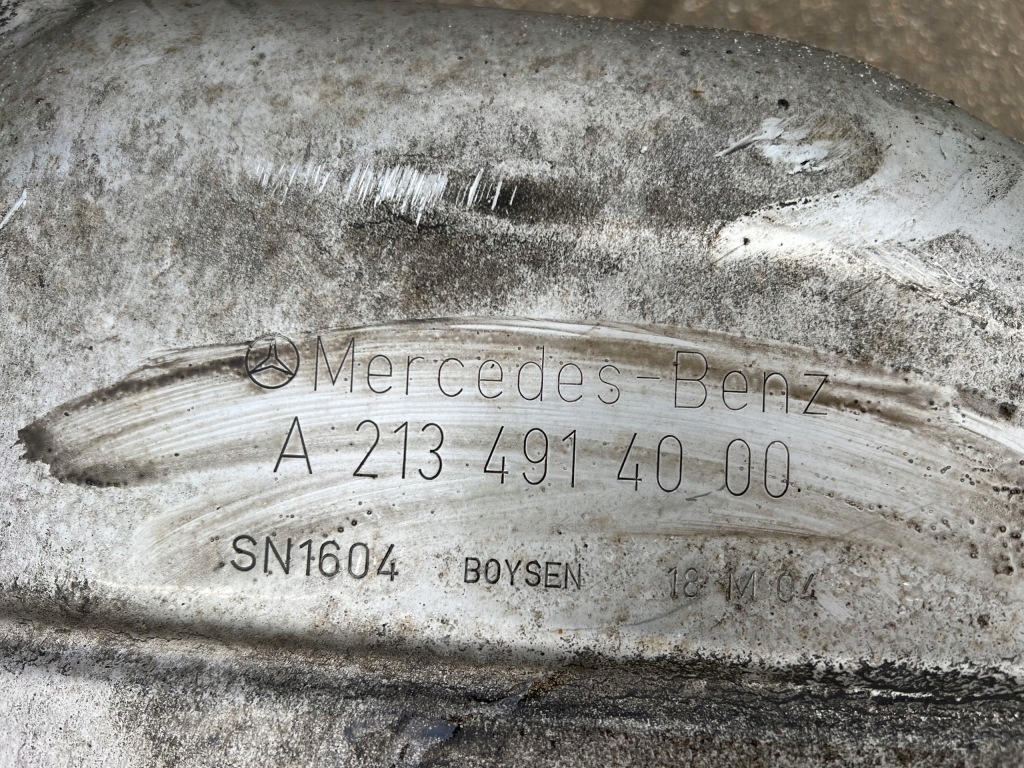 Mercedes-Benz
A 213 491 40 00
SN1604 BOYSEN 18 M 04